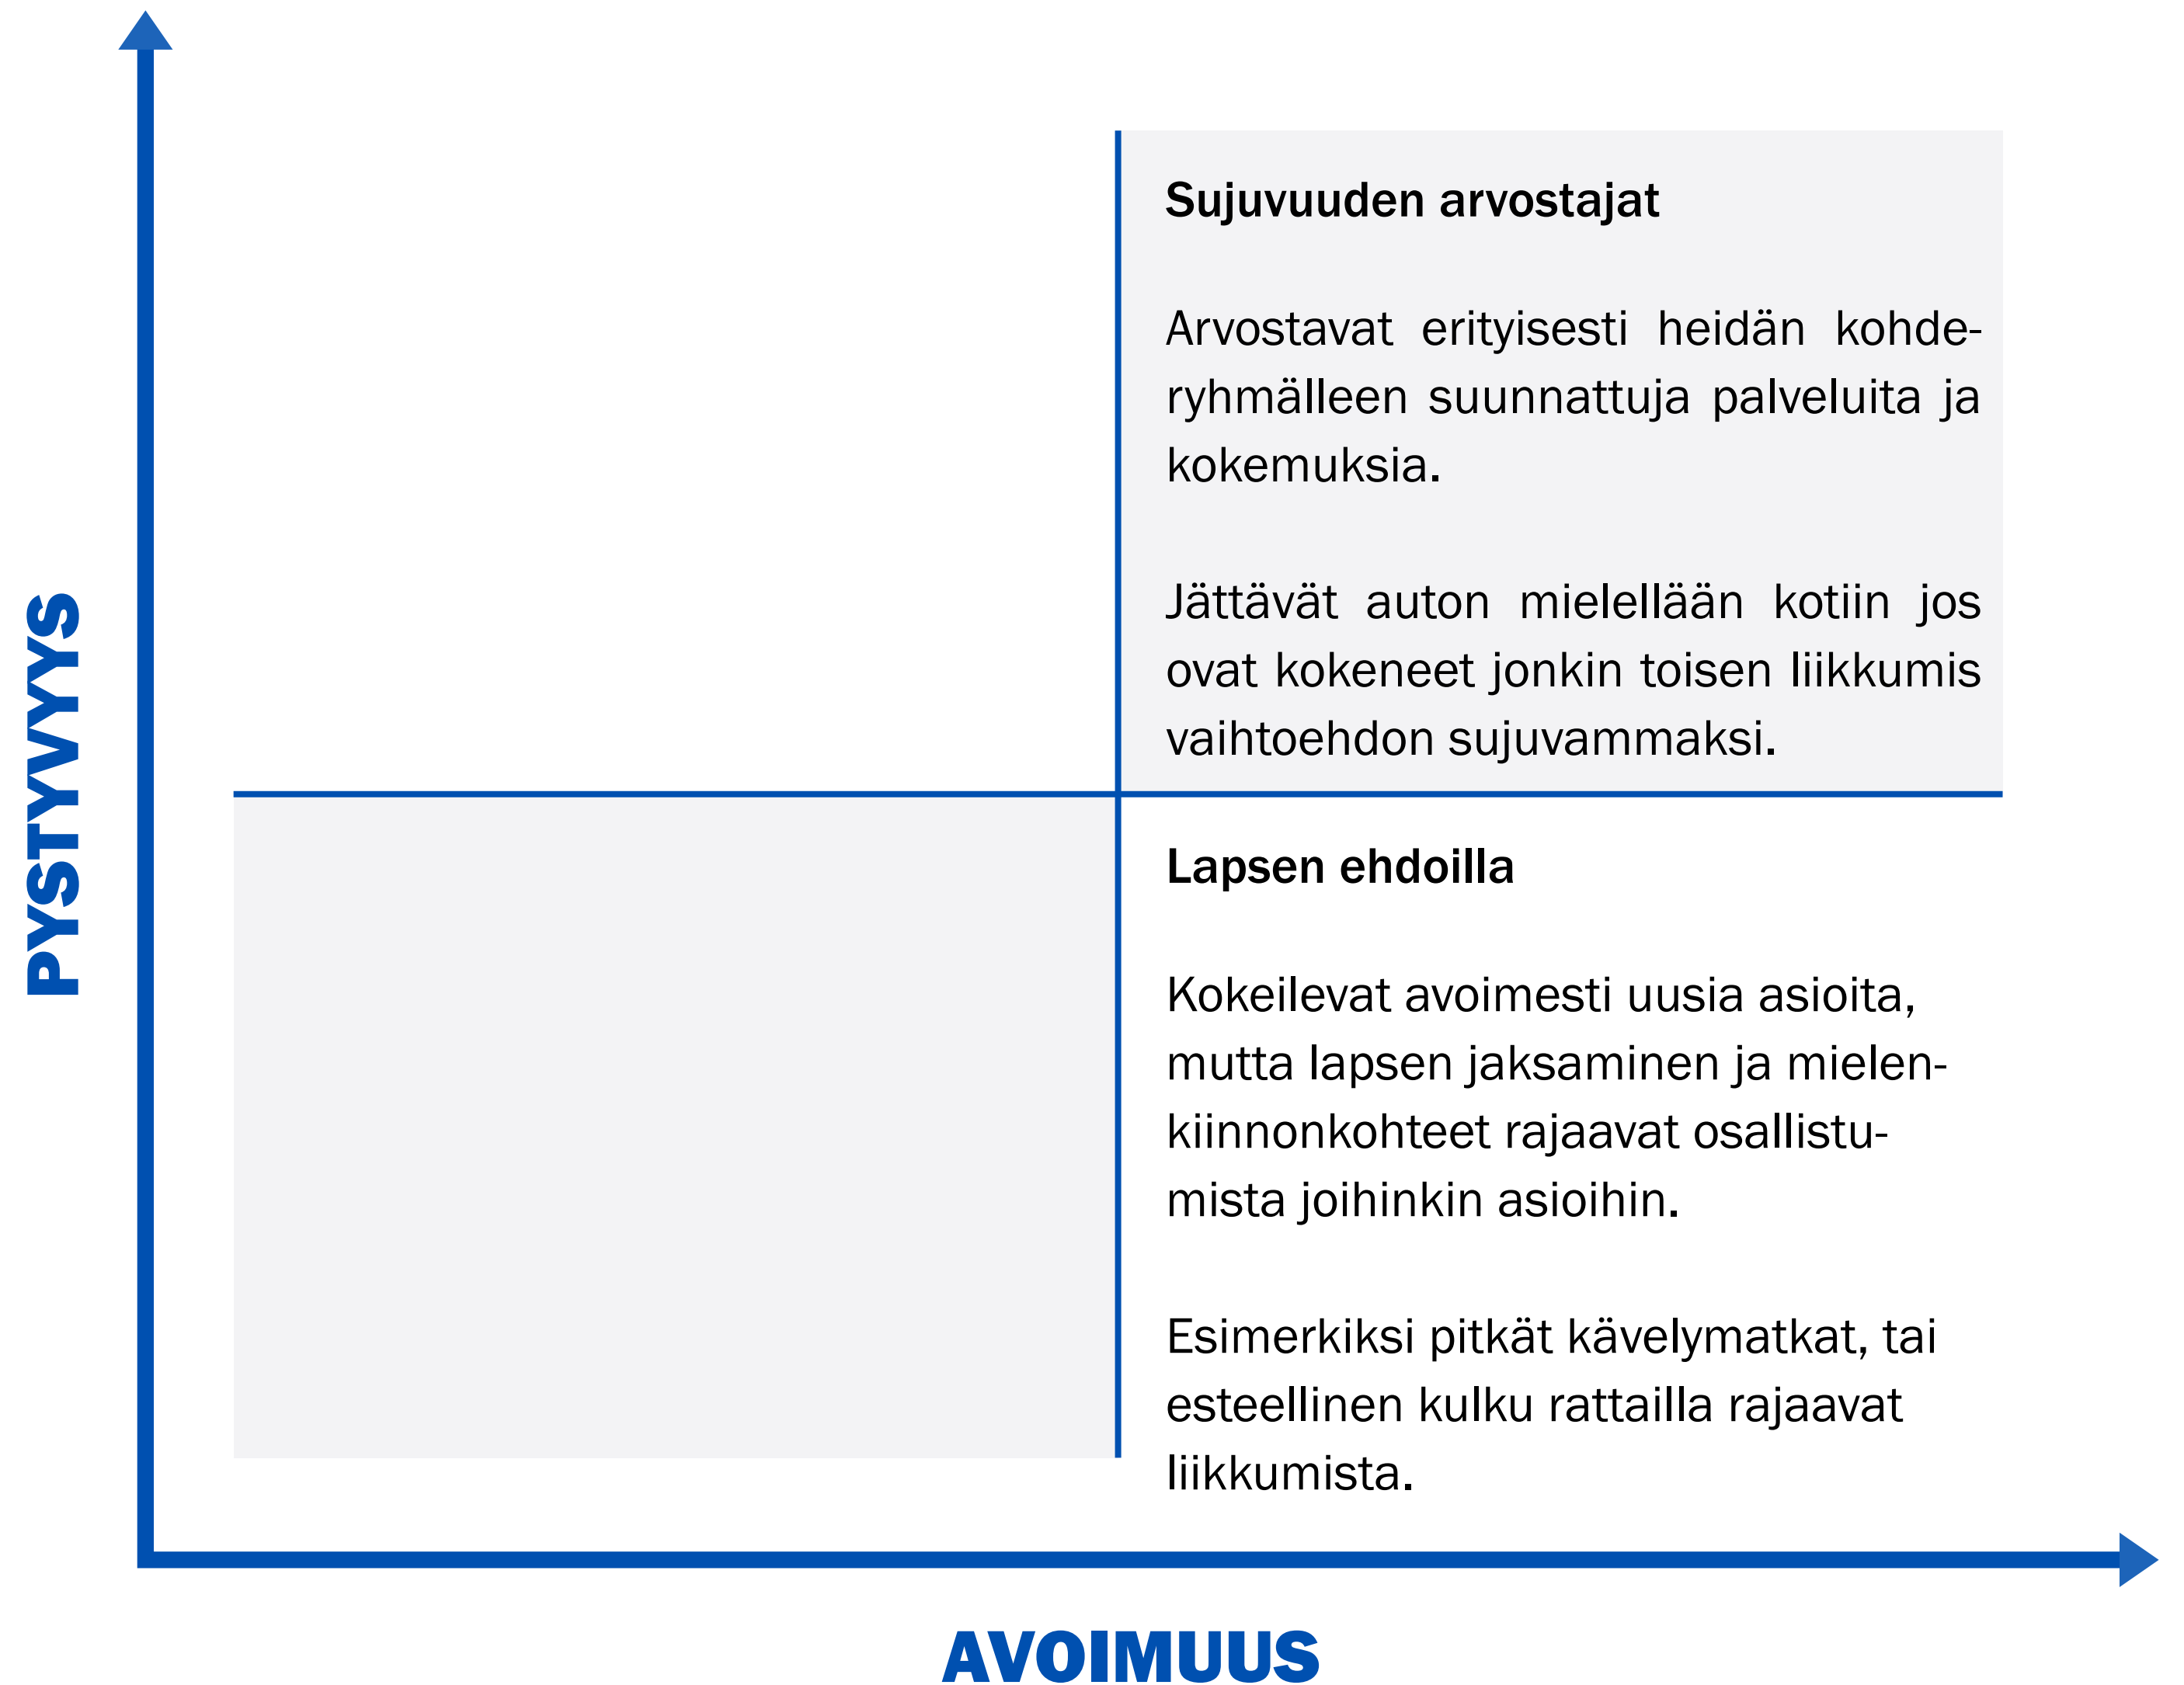 Sujuvuuden arvostajat
Arvostavat erityisesti heidän kohde-
ryhmälleen suunnattuja palveluita ja
kokemuksia.
Jättävät auton mielellään kotiin jos
ovat kokeneet jonkin toisen liikkumis
vaihtoehdon sujuvammaksi.
PYSTYVYYS
Lapsen ehdoilla
Kokeilevat avoimesti uusia asioita,
mutta lapsen jaksaminen ja mielen-
kiinnonkohteet rajaavat osallistu-
mista joihinkin asioihin.
Esimerkiksi pitkät kävelymatkat, tai
esteellinen kulku rattailla rajaavat
liikkumista.
AVOIMUUS